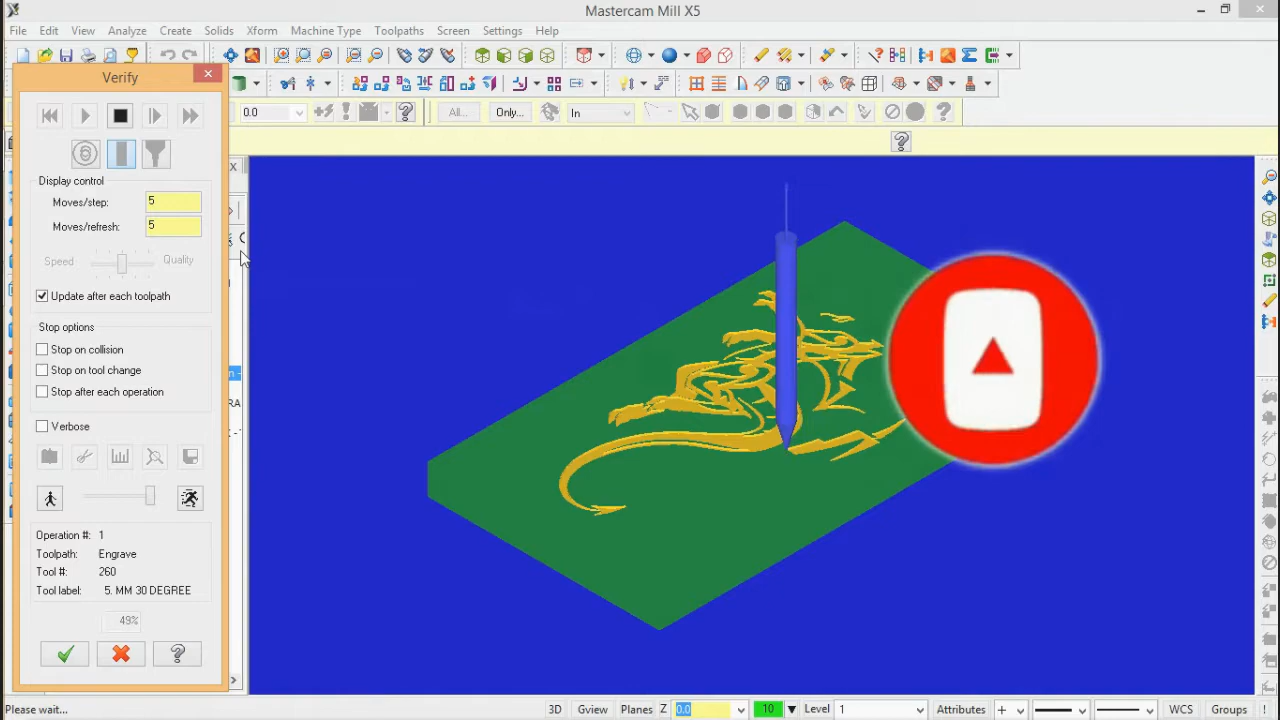 Mastercam Mill X5
File Edit View Analyze Create Solids Xform Machine Type Toolpaths Screen Settings Help
Verify
0.0 All... Only... In
Display control
Moves/step: 5
Moves/refresh: 5
Speed Quality
Update after each toolpath
Stop options
Stop on collision
Stop on tool change
Stop after each operation
Verbose
Operation #: 1
Toolpath: Engrave
Tool #: 260
Tool label: 5. MM 30 DEGREE
49%
Please wait... 3D Gview Planes Z 0.0 10 Level 1 Attributes WCS Groups !